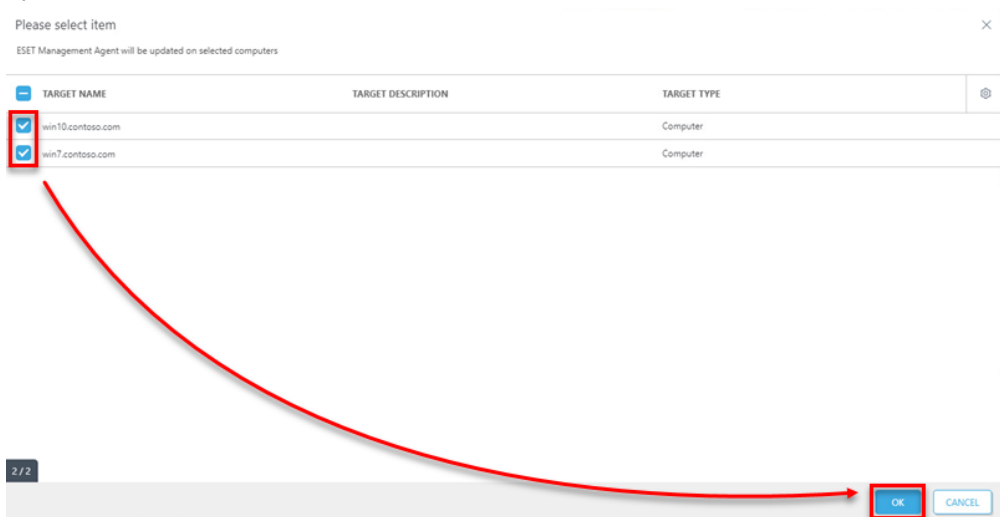 Please select item
ESET Management Agent will be updated on selected computers
TARGET NAME TARGET DESCRIPTION TARGET TYPE
win10.contoso.com Computer
win7.contoso.com Computer
2/2
OK CANCEL